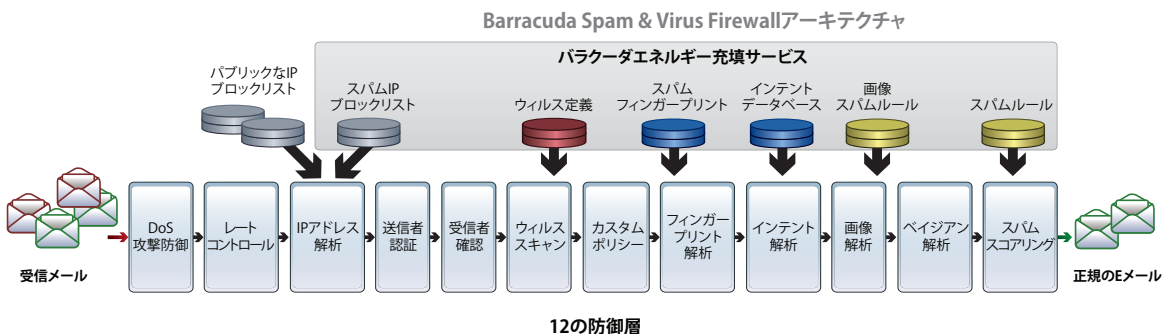 Barracuda Spam & Virus Firewallアーキテクチャ
バラクーダエネルギー充填サービス
パブリックなIP
ブロックリスト
スパムIP
ブロックリスト
ウィルス定義
スパム
フィンガープリント
インテント
データベース
画像
スパムルール
スパムルール
受信メール
DoS
攻撃防御
レート
コントロール
IPアドレス
解析
送信者
認証
受信者
確認
ウィルス
スキャン
カスタム
ポリシー
フィンガー
プリント
解析
インテント
解析
画像
解析
ベイジアン
解析
スパム
スコアリング
正規のEメール
12の防御層